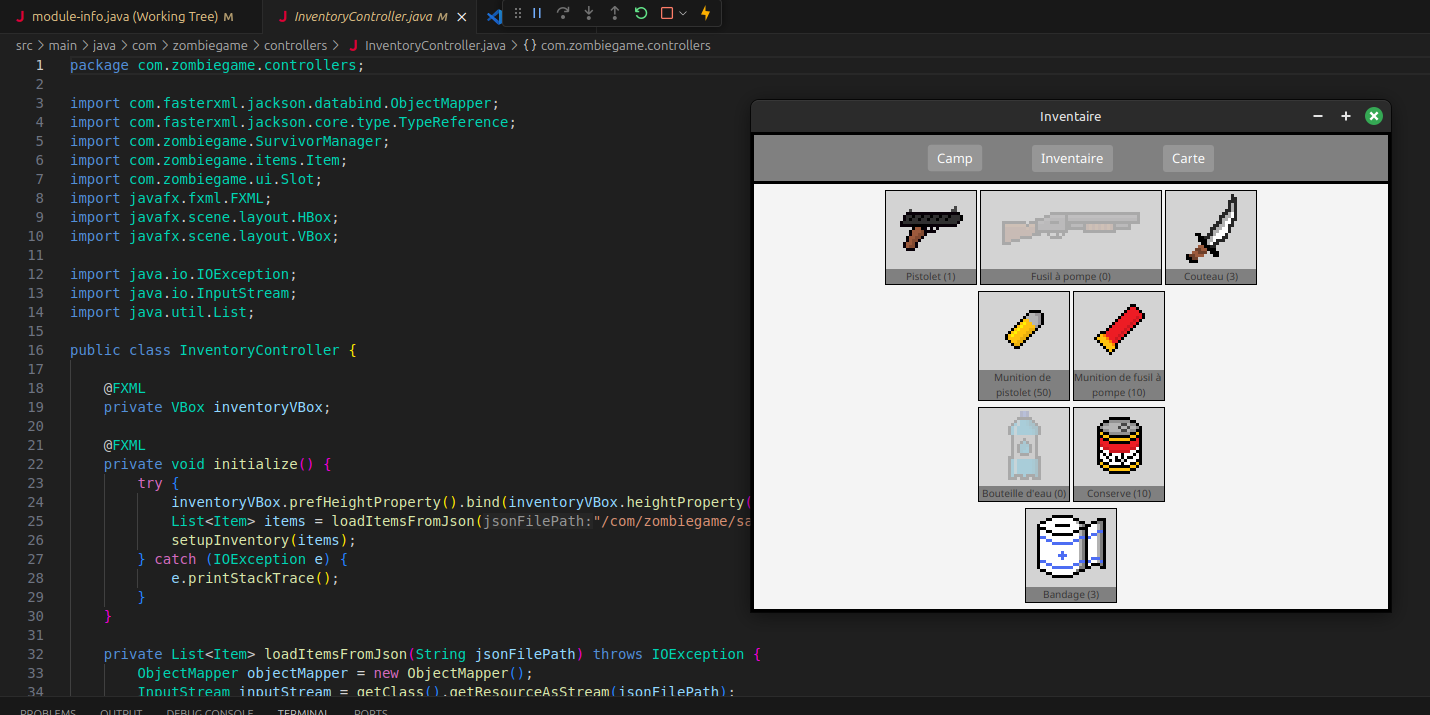 module-info.java (Working Tree) M
InventoryController.java M
src > main > java > com > zombiegame > controllers > InventoryController.java > {} com.zombiegame.controllers
1 package com.zombiegame.controllers;
2
3 import com.fasterxml.jackson.databind.ObjectMapper;
4 import com.fasterxml.jackson.core.type.TypeReference;
5 import com.zombiegame.SurvivorManager;
6 import com.zombiegame.items.Item;
7 import com.zombiegame.ui.Slot;
8 import javafx.fxml.FXML;
9 import javafx.scene.layout.HBox;
10 import javafx.scene.layout.VBox;
11
12 import java.io.IOException;
13 import java.io.InputStream;
14 import java.util.List;
15
16 public class InventoryController {
17
18 @FXML
19 private VBox inventoryVBox;
20
21 @FXML
22 private void initialize() {
23 try {
24 inventoryVBox.prefHeightProperty().bind(inventoryVBox.heightProperty(
25 List<Item> items = loadItemsFromJson(jsonFilePath:"/com/zombiegame/sa
26 setupInventory(items);
27 } catch (IOException e) {
28 e.printStackTrace();
29 }
30 }
31
32 private List<Item> loadItemsFromJson(String jsonFilePath) throws IOException {
33 ObjectMapper objectMapper = new ObjectMapper();
34 InputStream inputStream = getClass().getResourceAsStream(jsonFilePath);
PROBLEMS OUTPUT DEBUG CONSOLE TERMINAL PORTS
Inventaire
Camp Inventaire Carte
Pistolet (1) Fusil à pompe (0) Couteau (3)
Munition de pistolet (50)
Munition de fusil à pompe (10)
Bouteille d'eau (0) Conserve (10)
Bandage (3)